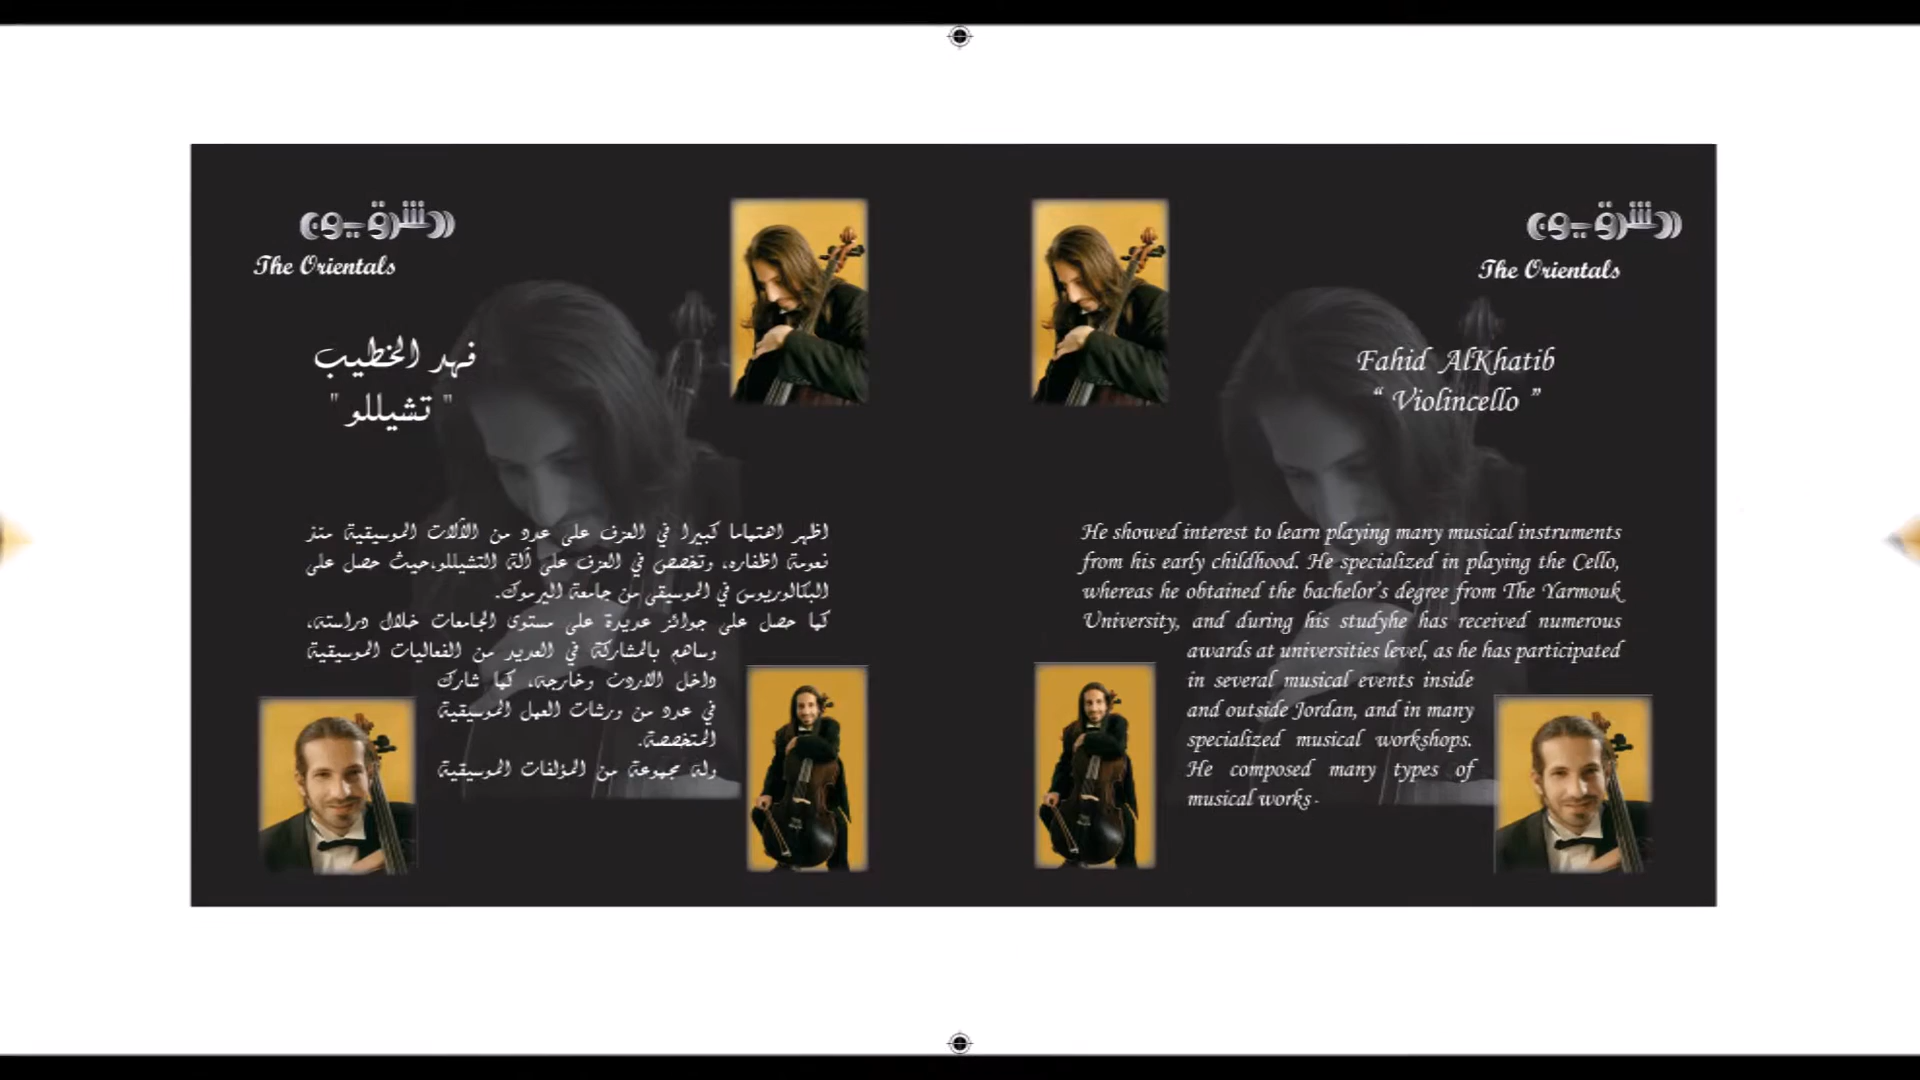 شرقيون
The Orientals
فهد الخطيب
" تشيللو "
اظهر اهتماما كبيرا في العزف على عدد من الآلات الموسيقية منذ
نعومة اظفاره، وتخصص في العزف على آلة التشيللو،حيث حصل على
البكالوريوس في الموسيقى من جامعة اليرموك.
كما حصل على جوائز عديدة على مستوى الجامعات خلال دراسته،
وساهم بالمشاركة في العديد من الفعاليات الموسيقية
داخل الاردن وخارجة، كما شارك
في عدد من ورشات العمل الموسيقية
المتخصصة.
وله مجموعة من المؤلفات الموسيقية
شرقيون
The Orientals
Fahid AlKhatib
“ Violincello ”
He showed interest to learn playing many musical instruments
from his early childhood. He specialized in playing the Cello,
whereas he obtained the bachelor’s degree from The Yarmouk
University, and during his studyhe has received numerous
awards at universities level, as he has participated
in several musical events inside
and outside Jordan, and in many
specialized musical workshops.
He composed many types of
musical works-